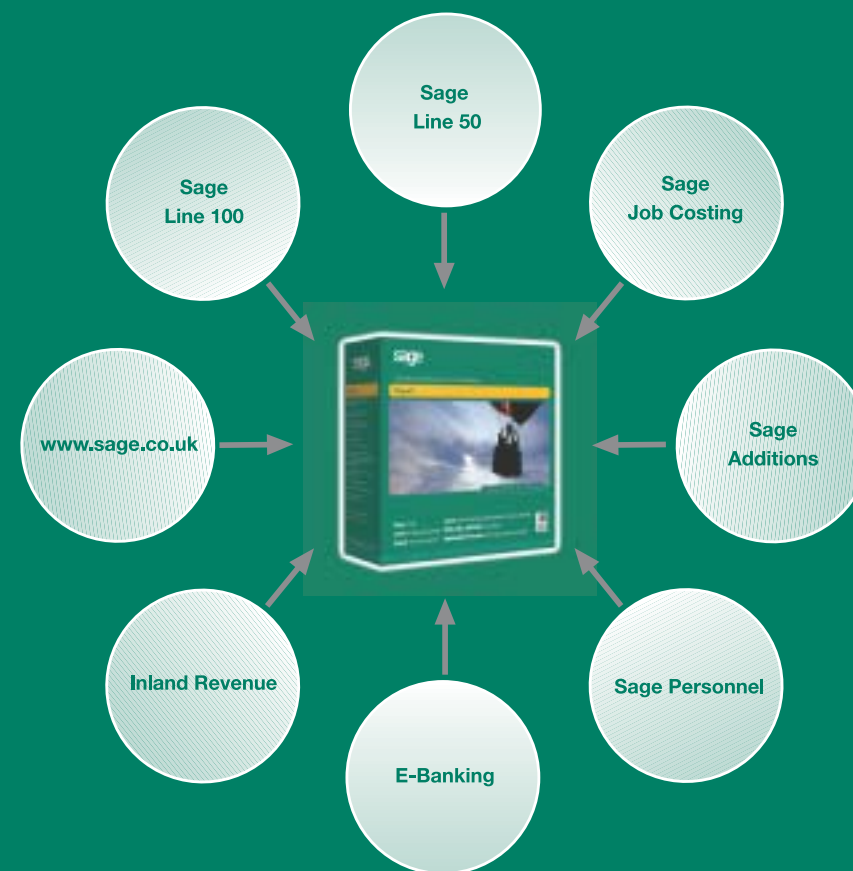 Sage
Line 50
Sage
Line 100
Sage
Job Costing
sage
www.sage.co.uk
Sage
Additions
Inland Revenue
Sage Personnel
E-Banking